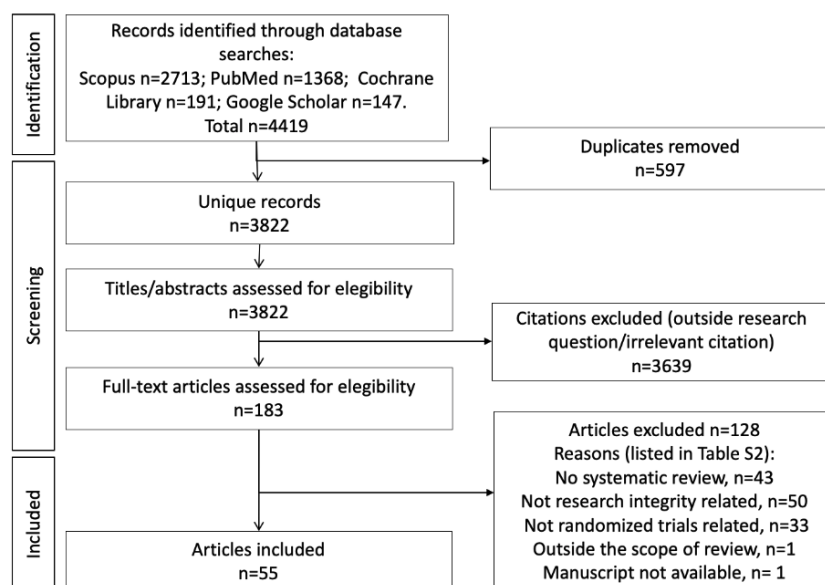 Identification
Records identified through database
searches:
Scopus n=2713; PubMed n=1368; Cochrane
Library n=191; Google Scholar n=147.
Total n=4419
Duplicates removed
n=597
Screening
Unique records
n=3822
Titles/abstracts assessed for elegibility
n=3822
Citations excluded (outside research
question/irrelevant citation)
n=3639
Full-text articles assessed for elegibility
n=183
Articles excluded n=128
Reasons (listed in Table S2):
No systematic review, n=43
Not research integrity related, n=50
Not randomized trials related, n=33
Outside the scope of review, n=1
Manuscript not available, n= 1
Included
Articles included
n=55